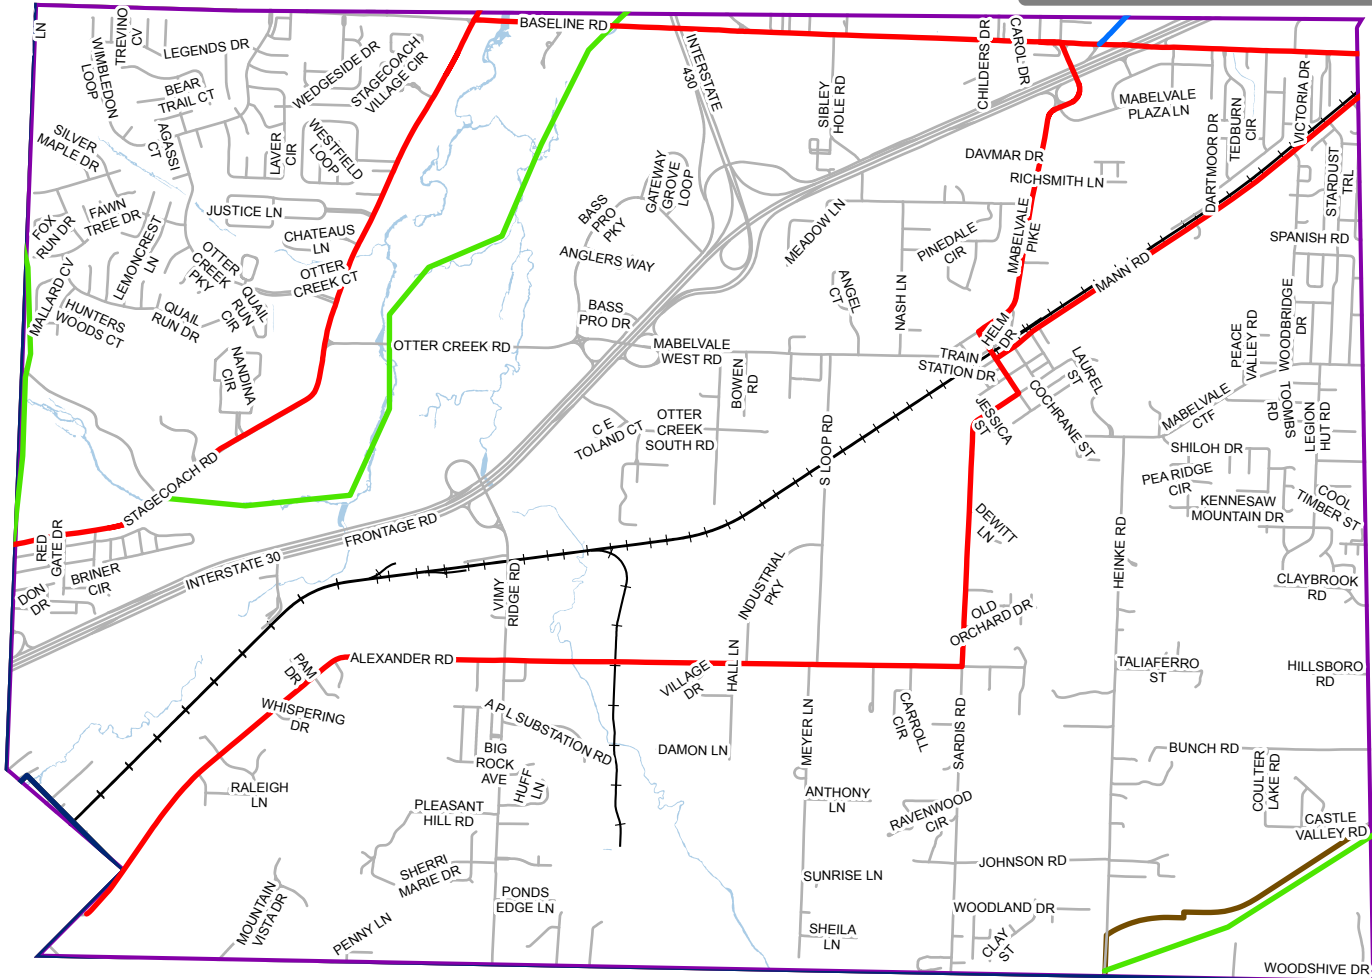 LN
WIMBLEDON
LOOP
TREVINO
CV
LEGENDS DR
BEAR
TRAIL CT
WEDGESIDE DR
STAGECOACH
VILLAGE CIR
BASELINE RD
INTERSTATE
430
SIBLEY
HOLE RD
CHILDERS DR
CAROL DR
MABELVALE
PLAZA LN
DARTMOOR DR
TEDBURN
CIR
VICTORIA DR
STARDUST
TRL
SILVER
MAPLE DR
AGASSI
CT
LAVER
CIR
WESTFIELD
LOOP
DAVMAR DR
RICHSMITH LN
FOX
RUN DR
FAWN
TREE DR
LEMONCREST
LN
JUSTICE LN
CHATEAUS
LN
OTTER
CREEK
PKY
OTTER
CREEK CT
BASS
PRO
PKY
GATEWAY
GROVE
LOOP
ANGLERS WAY
MEADOW LN
PINEDALE
CIR
MABELVALE
PIKE
SPANISH RD
MALLARD CV
HUNTERS
WOODS CT
QUAIL
RUN DR
QUAIL
RUN
CIR
NANDINA
CIR
BASS
PRO DR
ANGEL
CT
NASH LN
MANN RD
HELM
DR
OTTER CREEK RD
MABELVALE
WEST RD
BOWEN
RD
TRAIN
STATION DR
LAUREL
ST
PEACE
VALLEY RD
WOODBRIDGE
DR
C E
TOLAND CT
OTTER
CREEK
SOUTH RD
S LOOP RD
JESSICA
ST
COCHRANE ST
MABELVALE
CTF
TOOMBS
RD
LEGION
HUT RD
SHILOH DR
PEA RIDGE
CIR
KENNESAW
MOUNTAIN DR
COOL
TIMBER ST
STAGECOACH RD
FRONTAGE RD
INTERSTATE 30
RED
GATE DR
BRINER
CIR
DON
DR
VIMY
RIDGE RD
INDUSTRIAL
PKY
DEWITT
LN
HEINKE RD
CLAYBROOK
RD
OLD
ORCHARD DR
ALEXANDER RD
PAM
DR
WHISPERING
DR
VILLAGE
DR
HALL LN
TALIAFERRO
ST
HILLSBORO
RD
A P L SUBSTATION RD
DAMON LN
MEYER LN
CARROLL
CIR
SARDIS RD
BUNCH RD
COULTER
LAKE RD
RALEIGH
LN
BIG
ROCK
AVE
HUFF
LN
PLEASANT
HILL RD
ANTHONY
LN
RAVENWOOD
CIR
CASTLE
VALLEY RD
SHERRI
MARIE DR
SUNRISE LN
JOHNSON RD
MOUNTAIN
VISTA DR
PENNY LN
PONDS
EDGE LN
SHEILA
LN
WOODLAND DR
CLAY
ST
WOODSHIVE DR